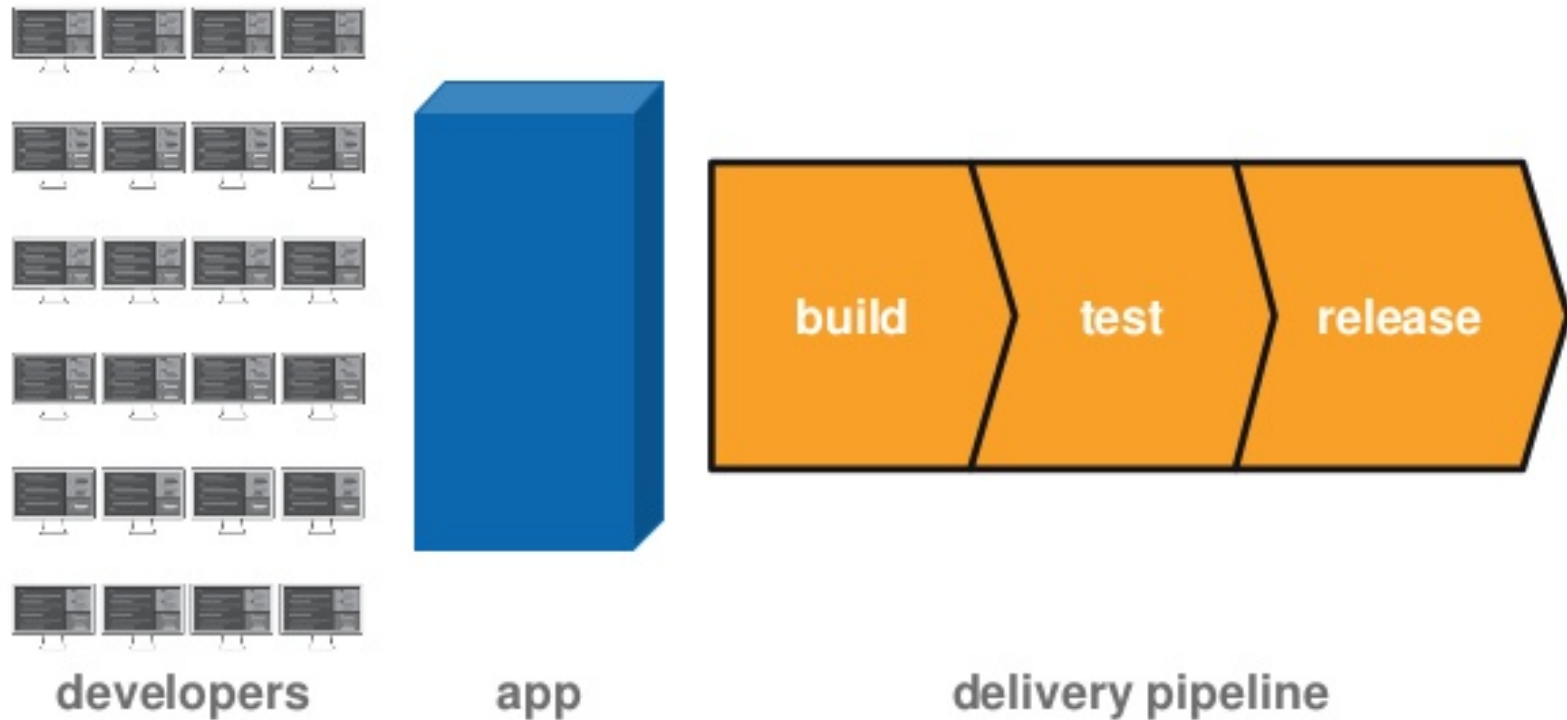 build
test
release
developers
app
delivery pipeline